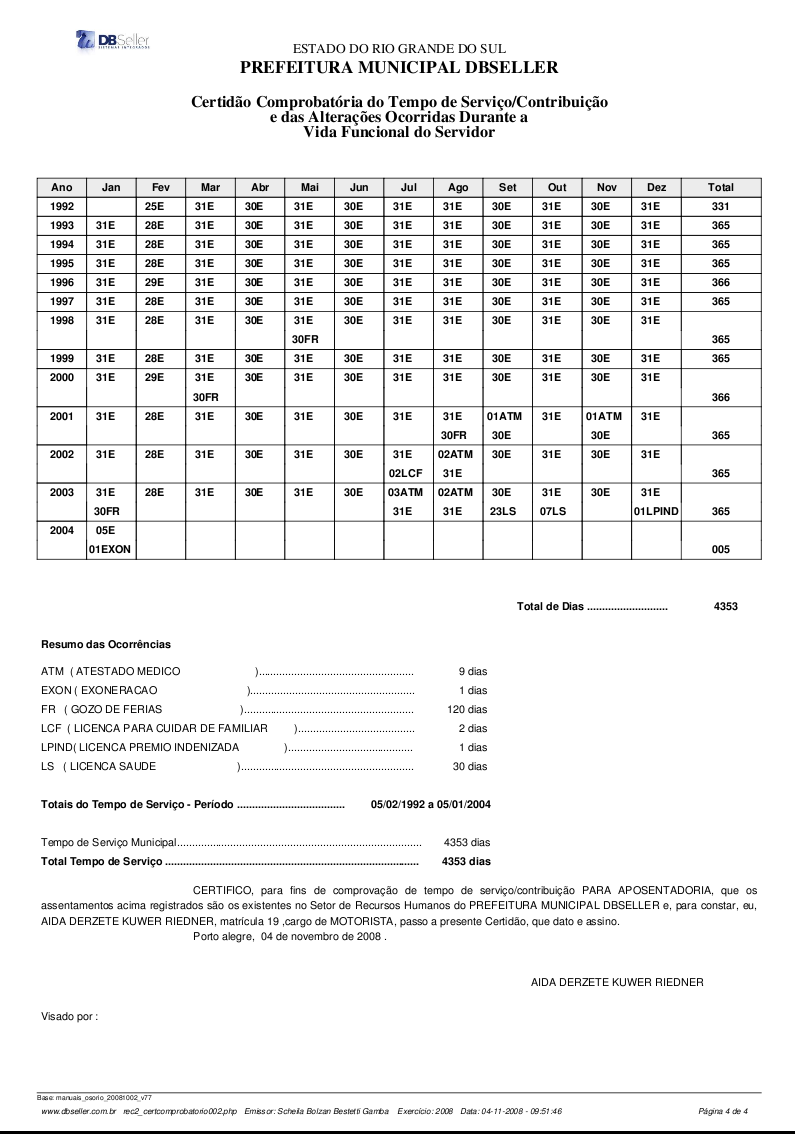 DBSeller
SISTEMAS INTEGRADOS
ESTADO DO RIO GRANDE DO SUL
PREFEITURA MUNICIPAL DBSELLER
Certidão Comprobatória do Tempo de Serviço/Contribuição
e das Alterações Ocorridas Durante a
Vida Funcional do Servidor
Ano Jan Fev Mar Abr Mai Jun Jul Ago Set Out Nov Dez Total
1992 25E 31E 30E 31E 30E 31E 31E 30E 31E 30E 31E 331
1993 31E 28E 31E 30E 31E 30E 31E 31E 30E 31E 30E 31E 365
1994 31E 28E 31E 30E 31E 30E 31E 31E 30E 31E 30E 31E 365
1995 31E 28E 31E 30E 31E 30E 31E 31E 30E 31E 30E 31E 365
1996 31E 29E 31E 30E 31E 30E 31E 31E 30E 31E 30E 31E 366
1997 31E 28E 31E 30E 31E 30E 31E 31E 30E 31E 30E 31E 365
1998 31E 28E 31E 30E 31E 30E 31E 31E 30E 31E 30E 31E
30FR 365
1999 31E 28E 31E 30E 31E 30E 31E 31E 30E 31E 30E 31E 365
2000 31E 29E 31E 30E 31E 30E 31E 31E 30E 31E 30E 31E
30FR 366
2001 31E 28E 31E 30E 31E 30E 31E 31E 01ATM 31E 01ATM 31E
30FR 30E 30E 365
2002 31E 28E 31E 30E 31E 30E 31E 02ATM 30E 31E 30E 31E
02LCF 31E 365
2003 31E 28E 31E 30E 31E 30E 03ATM 02ATM 30E 31E 30E 31E
30FR 31E 31E 23LS 07LS 01LPIND 365
2004 05E
01EXON 005
Total de Dias ........................... 4353
Resumo das Ocorrências
ATM ( ATESTADO MEDICO )..................................................... 9 dias
EXON ( EXONERACAO )........................................................ 1 dias
FR ( GOZO DE FERIAS )........................................................... 120 dias
LCF ( LICENCA PARA CUIDAR DE FAMILIAR )........................................ 2 dias
LPIND( LICENCA PREMIO INDENIZADA )........................................... 1 dias
LS ( LICENCA SAUDE )........................................................... 30 dias
Totais do Tempo de Serviço - Período .................................... 05/02/1992 a 05/01/2004
Tempo de Serviço Municipal.................................................................................. 4353 dias
Total Tempo de Serviço ..................................................................................... 4353 dias
CERTIFICO, para fins de comprovação de tempo de serviço/contribuição PARA APOSENTADORIA, que os
assentamentos acima registrados são os existentes no Setor de Recursos Humanos do PREFEITURA MUNICIPAL DBSELLER e, para constar, eu,
AIDA DERZETE KUWER RIEDNER, matrícula 19 ,cargo de MOTORISTA, passo a presente Certidão, que dato e assino.
Porto alegre, 04 de novembro de 2008 .
AIDA DERZETE KUWER RIEDNER
Visado por :
Base: manuais_osorio_20081002_v77
www.dbseller.com.br rec2_certcomprobatorio002.php Emissor: Scheila Bolzan Bestetti Gamba Exercício: 2008 Data: 04-11-2008 - 09:51:46 Página 4 de 4